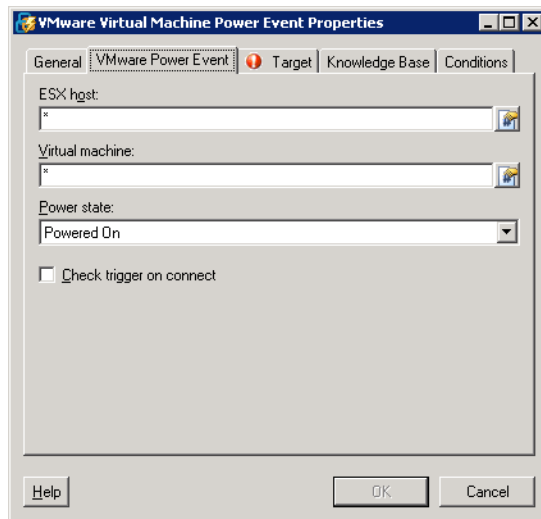 VMware Virtual Machine Power Event Properties
General VMware Power Event Target Knowledge Base Conditions
ESX host:
*
Virtual machine:
*
Power state:
Powered On
Check trigger on connect
Help OK Cancel